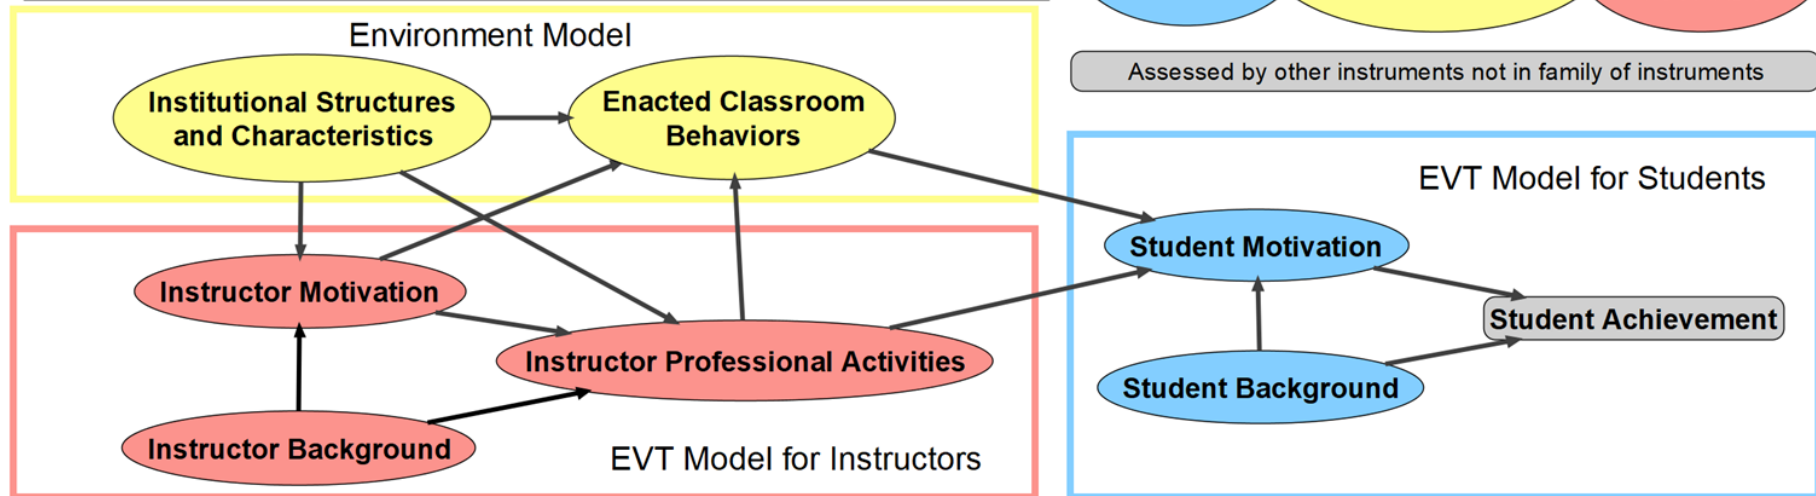 Environment Model
Institutional Structures
and Characteristics
Enacted Classroom
Behaviors
Instructor Motivation
Instructor Professional Activities
Instructor Background
EVT Model for Instructors
Assessed by other instruments not in family of instruments
EVT Model for Students
Student Motivation
Student Achievement
Student Background